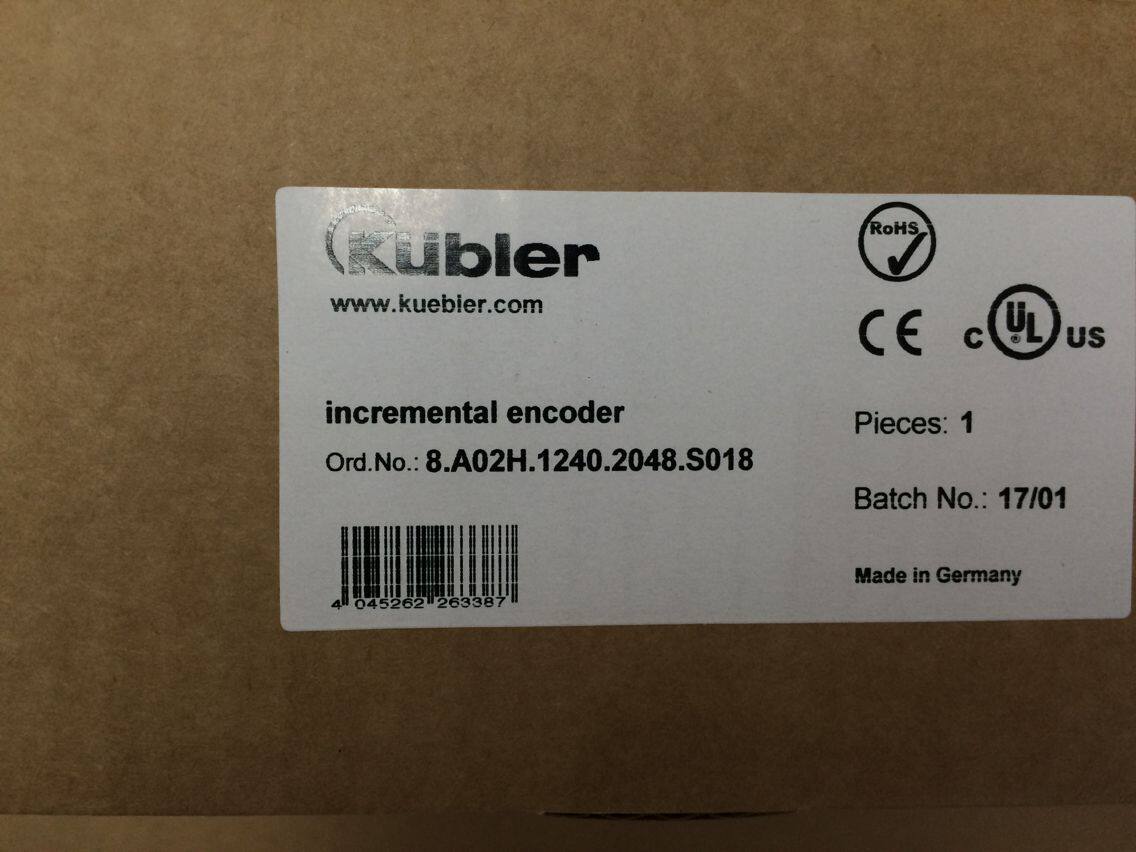 Kübler
www.kuebler.com
RoHS
CE
c UL® US
incremental encoder
Ord.No.: 8.A02H.1240.2048.S018
Pieces: 1
Batch No.: 17/01
Made in Germany
4 045262 263387